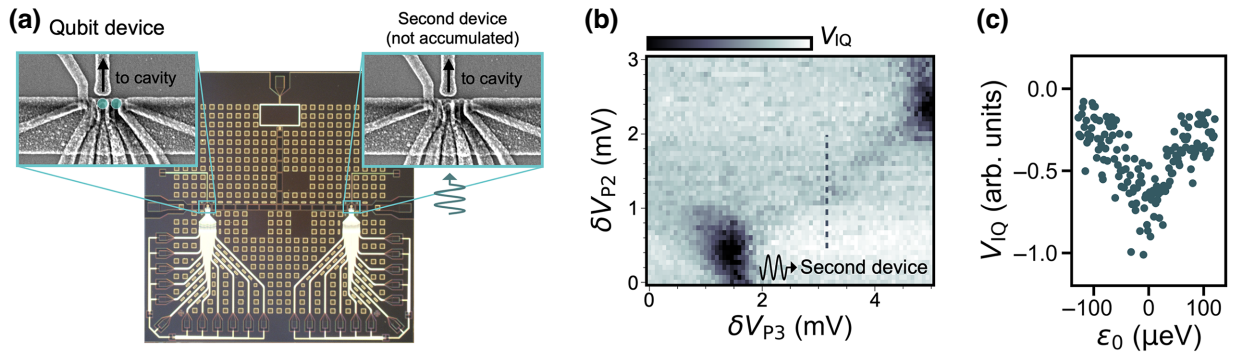 (a) Qubit device
Second device
(not accumulated)
to cavity
to cavity
(b)
V_IQ
3
2
1
0
δV_P2 (mV)
Second device
0 2 4
δV_P3 (mV)
(c)
0.0
−0.5
−1.0
V_IQ (arb. units)
−100 0 100
ε_0 (μeV)